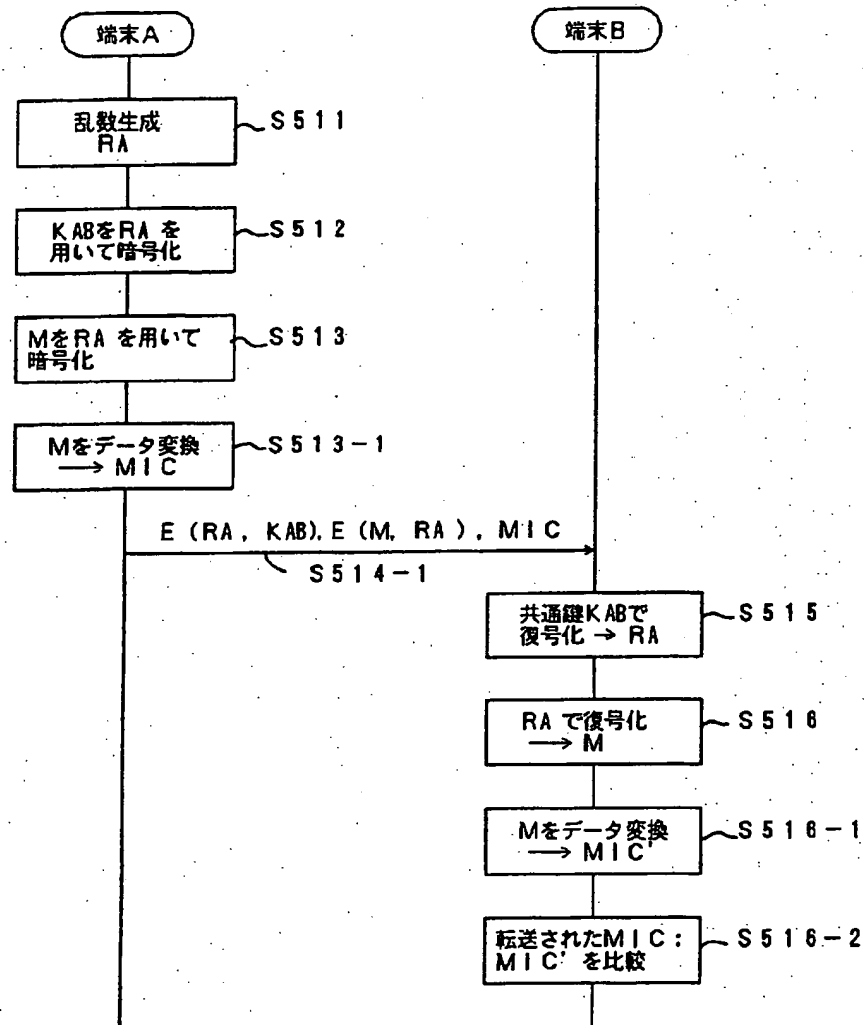 端末A
端末B
乱数生成
RA
S511
KABをRA を
用いて暗号化
S512
MをRA を用いて
暗号化
S513
Mをデータ変換
→ MIC
S513-1
E (RA, KAB), E (M, RA), MIC
S514-1
共通鍵KABで
復号化 → RA
S515
RA で復号化
→ M
S516
Mをデータ変換
→ MIC'
S516-1
転送されたMIC:
MIC' を比較
S516-2